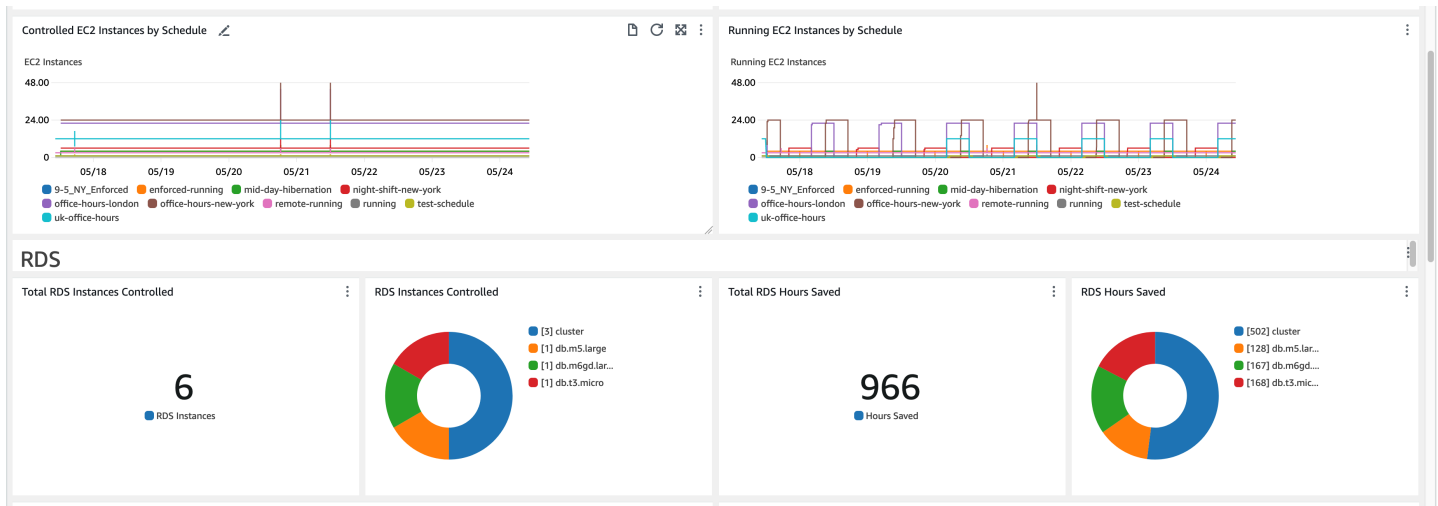 Controlled EC2 Instances by Schedule
EC2 Instances
48.00
24.00
0
05/18 05/19 05/20 05/21 05/22 05/23 05/24
9-5_NY_Enforced enforced-running mid-day-hibernation night-shift-new-york
office-hours-london office-hours-new-york remote-running running test-schedule
uk-office-hours
Running EC2 Instances by Schedule
Running EC2 Instances
48.00
24.00
0
05/18 05/19 05/20 05/21 05/22 05/23 05/24
9-5_NY_Enforced enforced-running mid-day-hibernation night-shift-new-york
office-hours-london office-hours-new-york remote-running running test-schedule
uk-office-hours
RDS
Total RDS Instances Controlled
6
RDS Instances
RDS Instances Controlled
[3] cluster
[1] db.m5.large
[1] db.m6gd.lar...
[1] db.t3.micro
Total RDS Hours Saved
966
Hours Saved
RDS Hours Saved
[502] cluster
[128] db.m5.lar...
[167] db.m6gd....
[168] db.t3.mic...